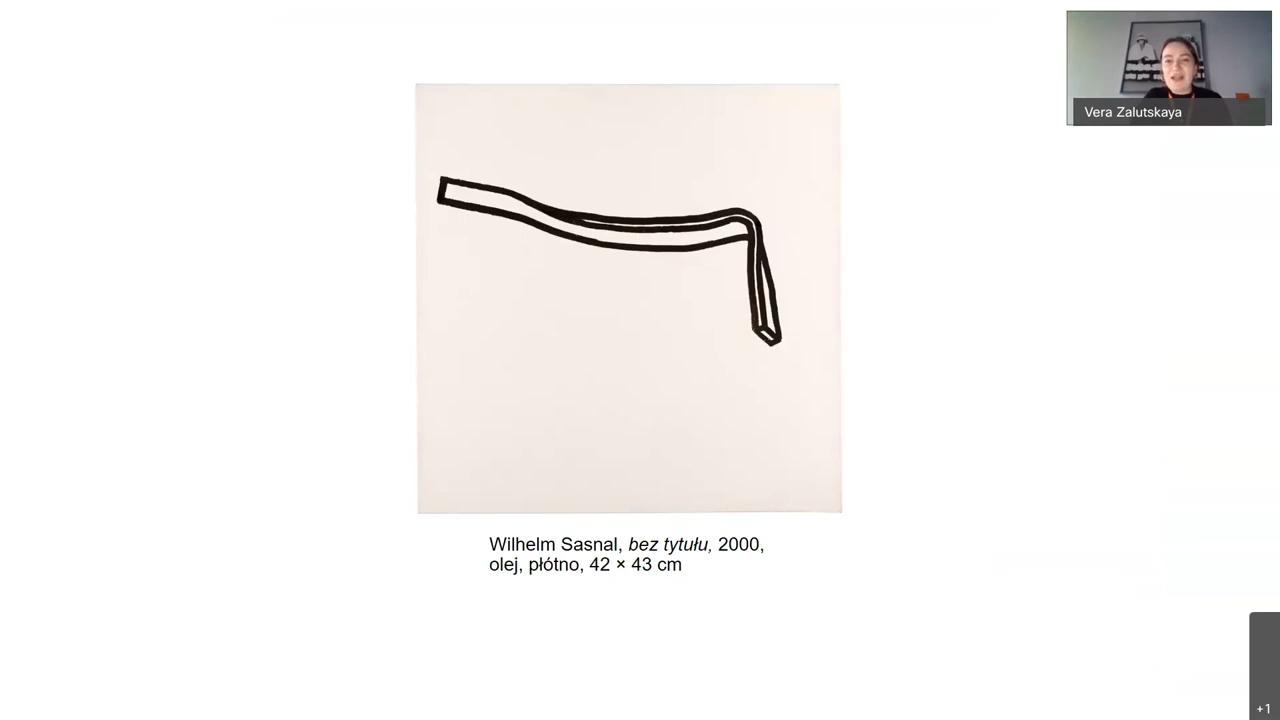 Vera Zalutskaya
Wilhelm Sasnal, bez tytułu, 2000,
olej, płótno, 42 × 43 cm
+1